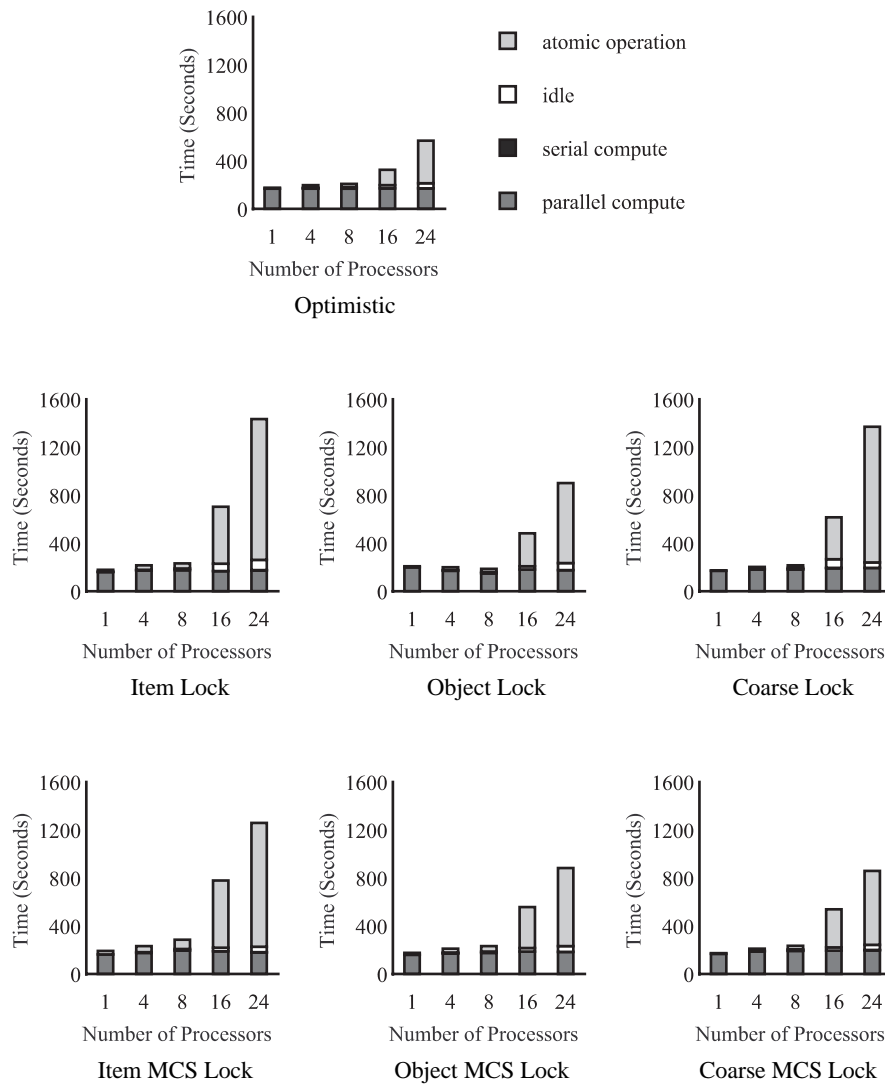 1600
1200
800
400
0
Time (Seconds)
1 4 8 16 24
Number of Processors
Optimistic
atomic operation
idle
serial compute
parallel compute
1600
1200
800
400
0
Time (Seconds)
1 4 8 16 24
Number of Processors
Item Lock
1600
1200
800
400
0
Time (Seconds)
1 4 8 16 24
Number of Processors
Object Lock
1600
1200
800
400
0
Time (Seconds)
1 4 8 16 24
Number of Processors
Coarse Lock
1600
1200
800
400
0
Time (Seconds)
1 4 8 16 24
Number of Processors
Item MCS Lock
1600
1200
800
400
0
Time (Seconds)
1 4 8 16 24
Number of Processors
Object MCS Lock
1600
1200
800
400
0
Time (Seconds)
1 4 8 16 24
Number of Processors
Coarse MCS Lock